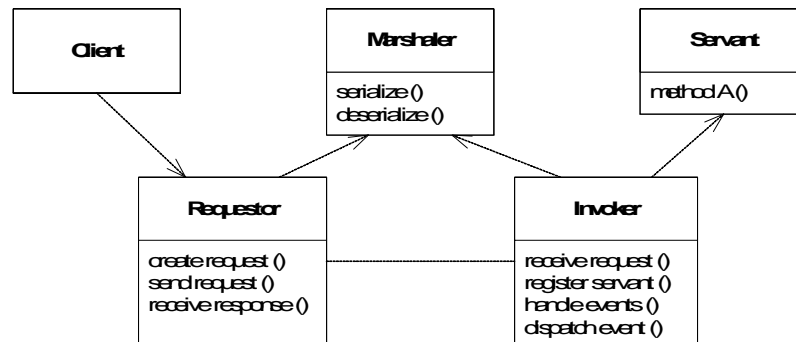 Client
Marshaler
serialize ()
deserialize ()
Servant
method A ()
Requestor
create request ()
send request ()
receive response ()
Invoker
receive request ()
register servant ()
handle events ()
dispatch event ()